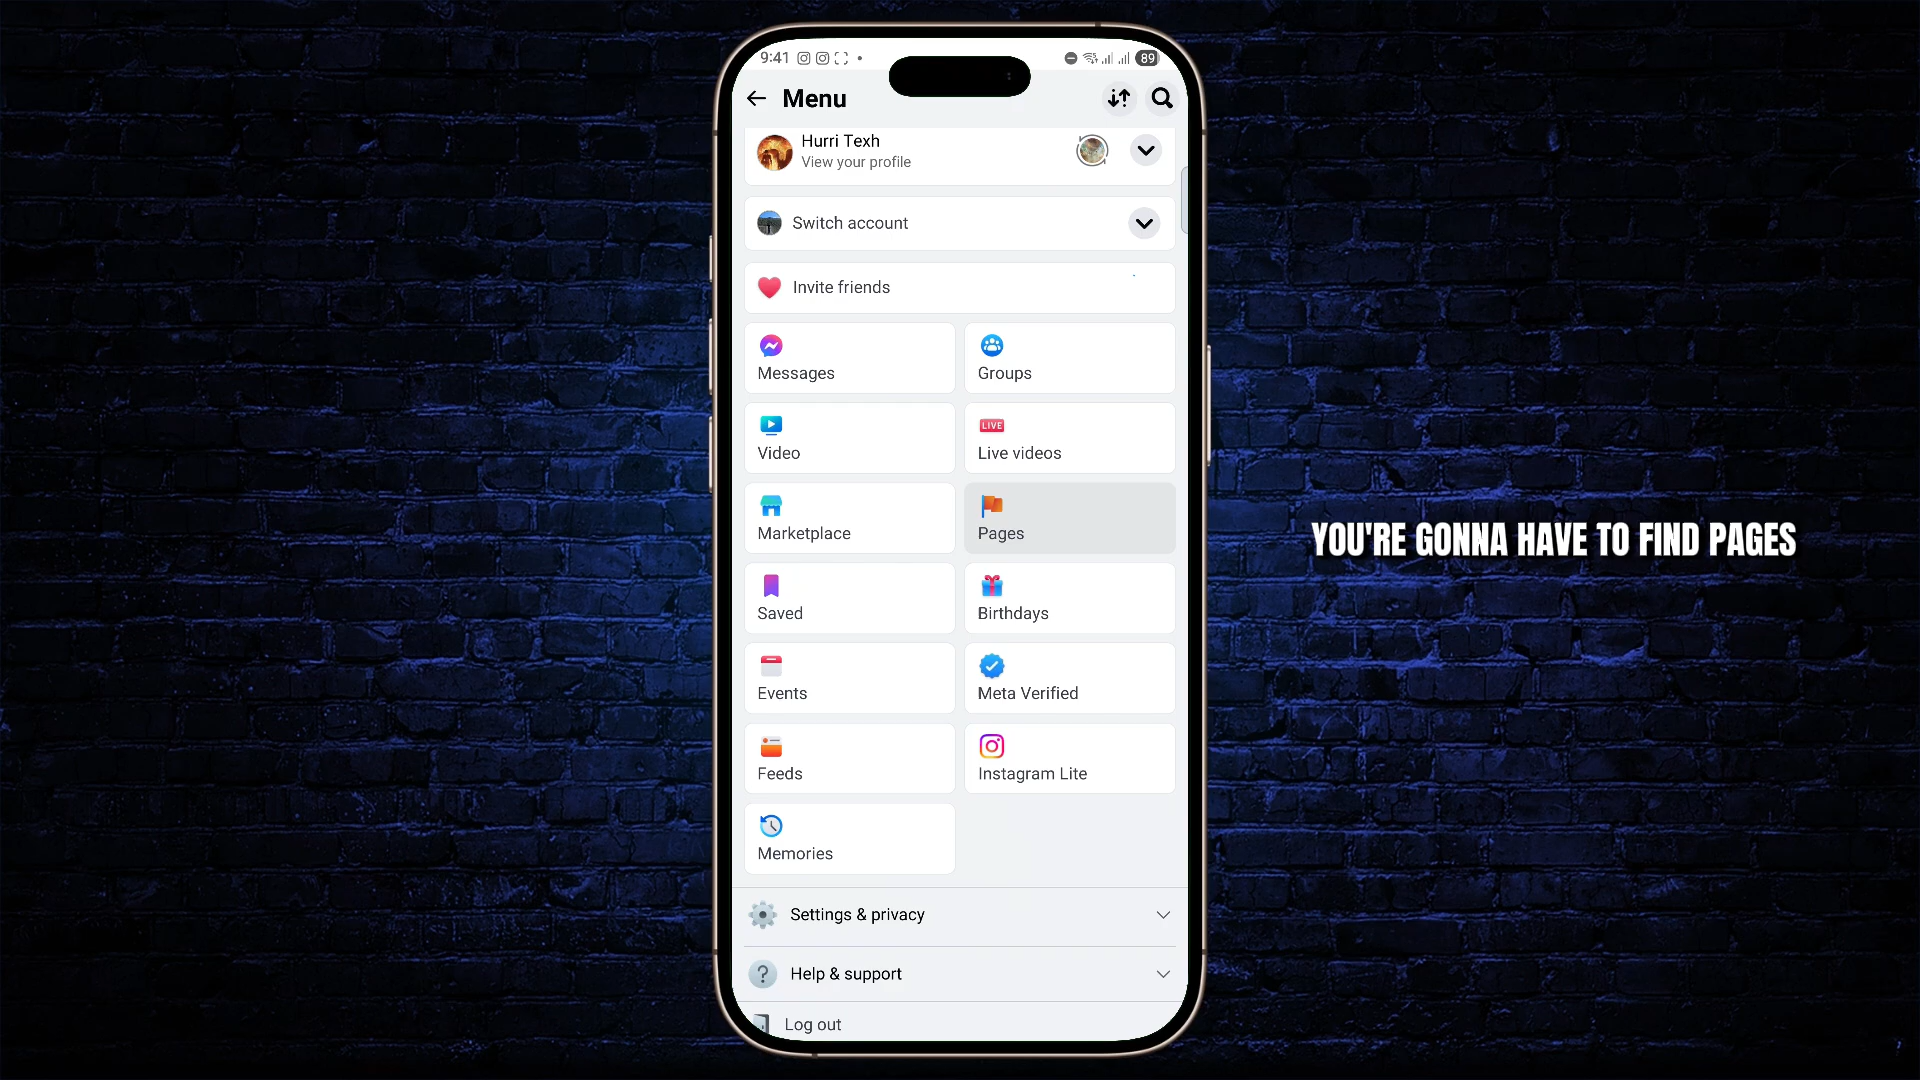 9:41
89
Menu
Hurri Texh
View your profile
Switch account
Invite friends
Messages
Groups
Video
LIVE
Live videos
Marketplace
Pages
Saved
Birthdays
Events
Meta Verified
Feeds
Instagram Lite
Memories
Settings & privacy
Help & support
Log out
YOU'RE GONNA HAVE TO FIND PAGES